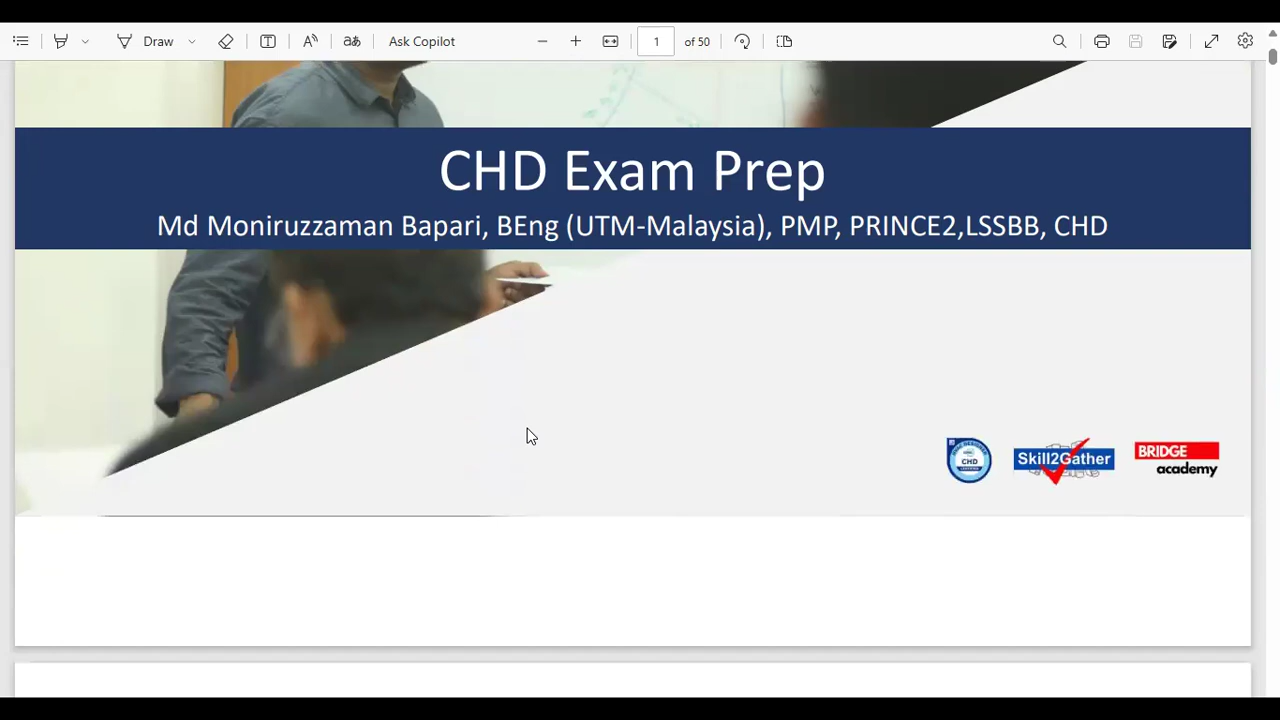 Draw
Ask Copilot
1 of 50
CHD Exam Prep
Md Moniruzzaman Bapari, BEng (UTM-Malaysia), PMP, PRINCE2,LSSBB, CHD
CHD
Skill2Gather
BRIDGE
academy